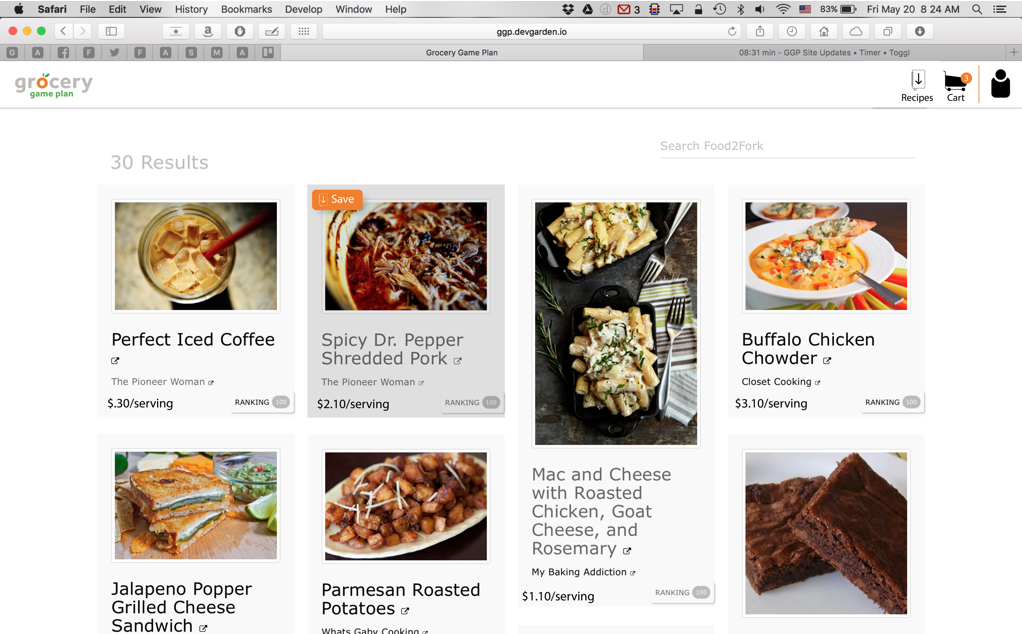 Safari File Edit View History Bookmarks Develop Window Help 3 83% Fri May 20 8 24 AM
ggp.devgarden.io
G A F F F A S M A Grocery Game Plan 08:31 min - GGP Site Updates • Timer • Toggl
grocery
game plan
3
Recipes Cart
30 Results
Search Food2Fork
Save
Perfect Iced Coffee
The Pioneer Woman
$.30/serving RANKING 100
Spicy Dr. Pepper
Shredded Pork
The Pioneer Woman
$2.10/serving RANKING 100
Mac and Cheese
with Roasted
Chicken, Goat
Cheese, and
Rosemary
My Baking Addiction
$1.10/serving RANKING 100
Buffalo Chicken
Chowder
Closet Cooking
$3.10/serving RANKING 100
Jalapeno Popper
Grilled Cheese
Sandwich
Parmesan Roasted
Potatoes
Whats Gaby Cooking